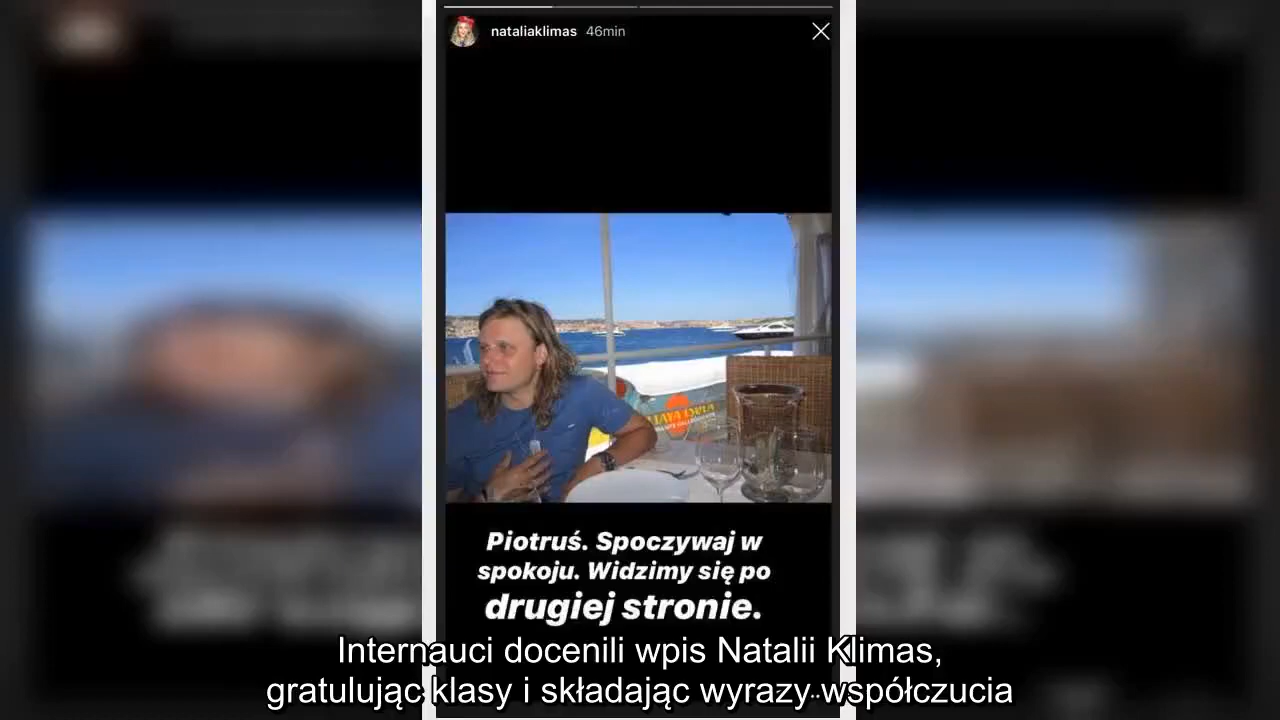 nataliaklimas 46min
Piotruś. Spoczywaj w
spokoju. Widzimy się po
drugiej stronie.
Internauci docenili wpis Natalii Klimas,
gratulując klasy i składając wyrazy współczucia